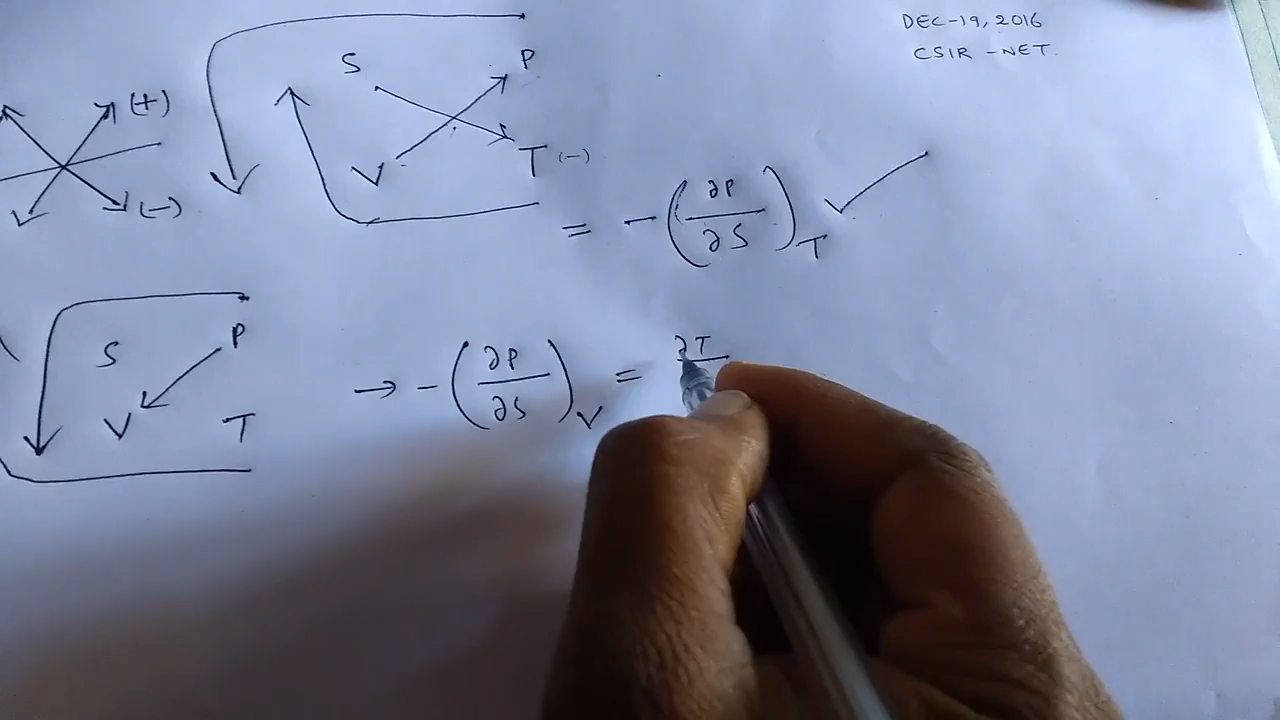 DEC-19, 2016
CSIR -NET.
S P
(+)
V T (-)
(-)
= -(∂P/∂S)T
S P
V T
→ -(∂P/∂S)V = ∂T